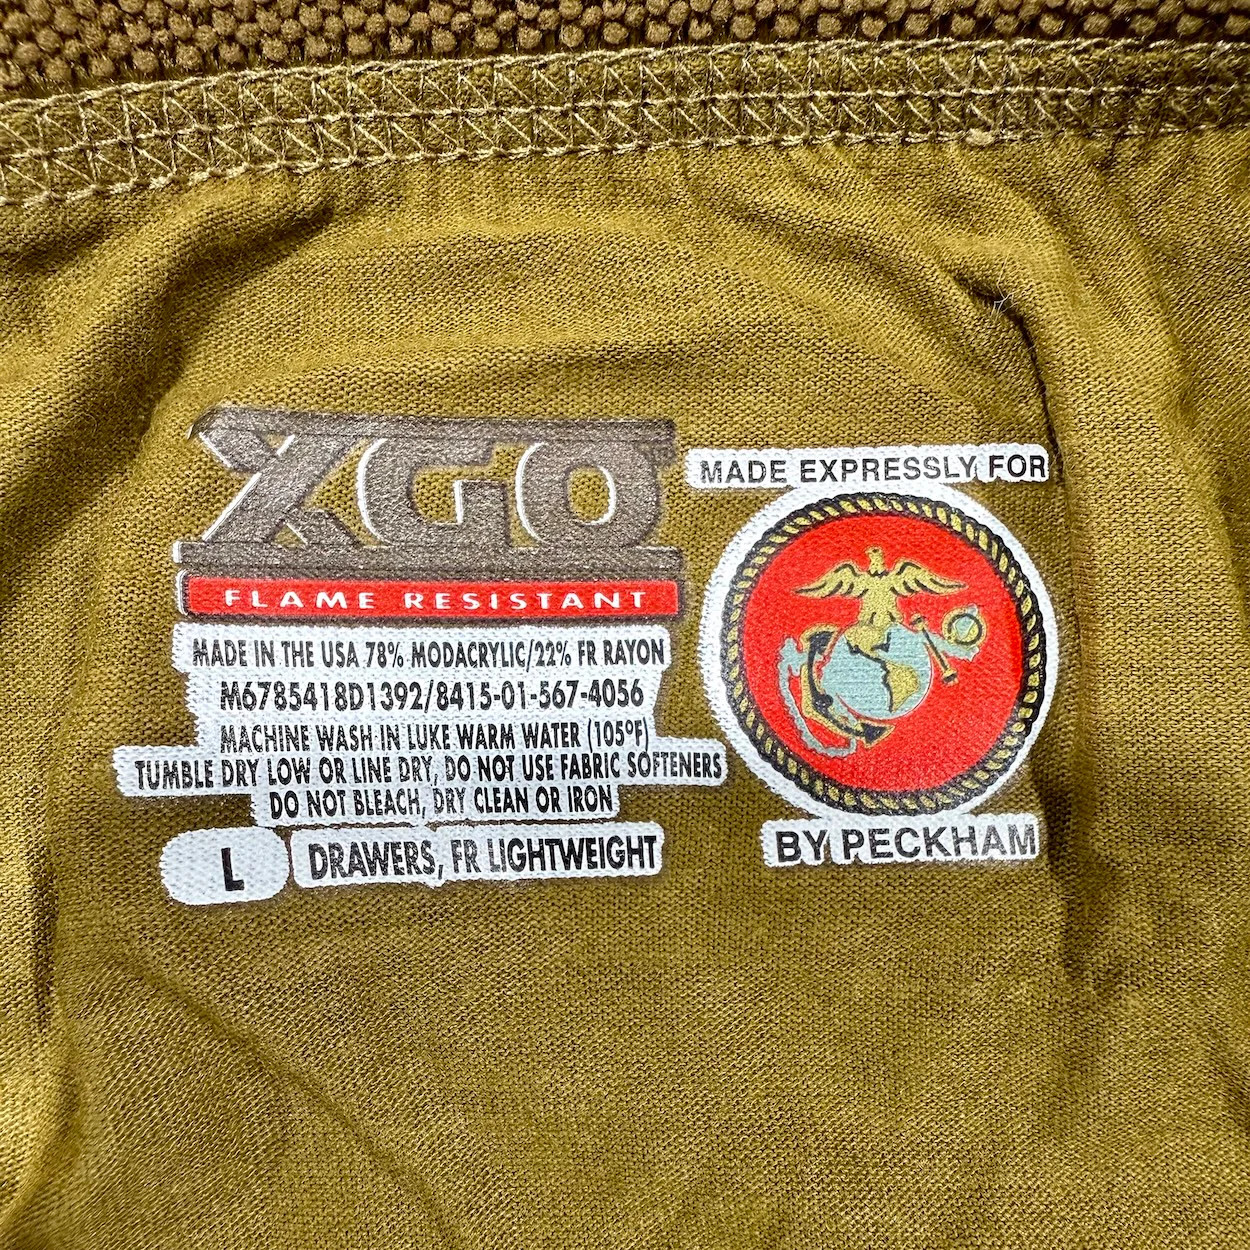 XGO
FLAME RESISTANT
MADE IN THE USA 78% MODACRYLIC/22% FR RAYON
M6785418D1392/8415-01-567-4056
MACHINE WASH IN LUKE WARM WATER (105ºF)
TUMBLE DRY LOW OR LINE DRY, DO NOT USE FABRIC SOFTENERS
DO NOT BLEACH, DRY CLEAN OR IRON
L DRAWERS, FR LIGHTWEIGHT
MADE EXPRESSLY FOR
BY PECKHAM